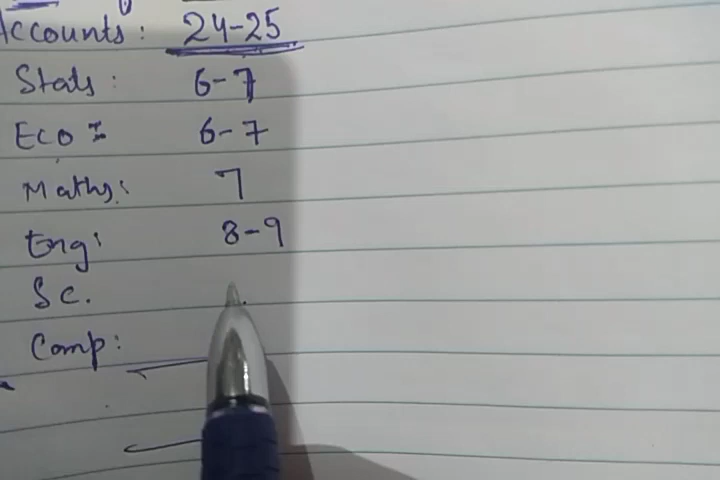 Accounts: 24-25
Stats: 6-7
Eco: 6-7
Maths: 7
Eng: 8-9
Sc.
Comp: